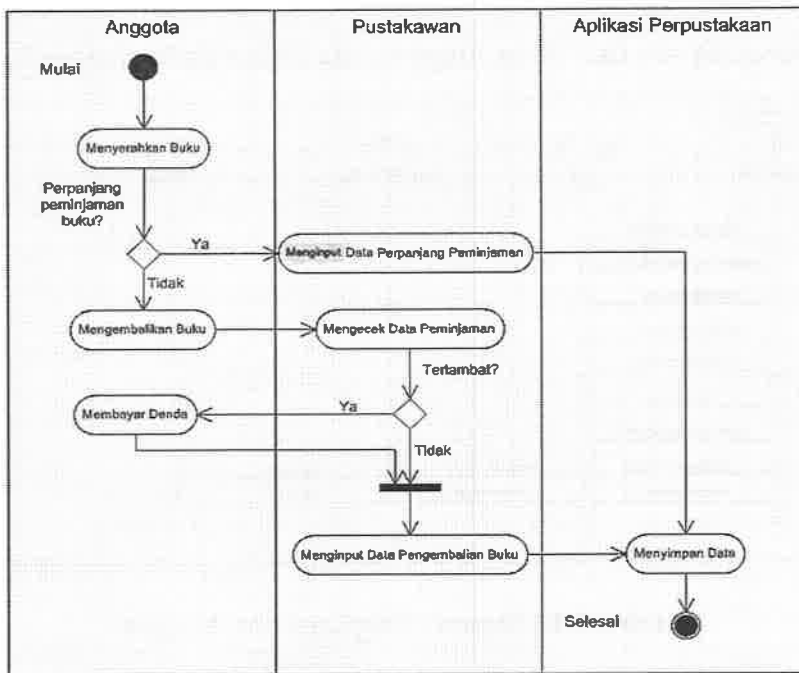 Anggota
Pustakawan
Aplikasi Perpustakaan
Mulai
Menyerahkan Buku
Perpanjang
peminjaman
buku?
Ya
Menginput Data Perpanjang Peminjaman
Tidak
Mengembalikan Buku
Mengecek Data Peminjaman
Terlambat?
Membayar Denda
Ya
Tidak
Menginput Data Pengembalian Buku
Menyimpan Data
Selesai